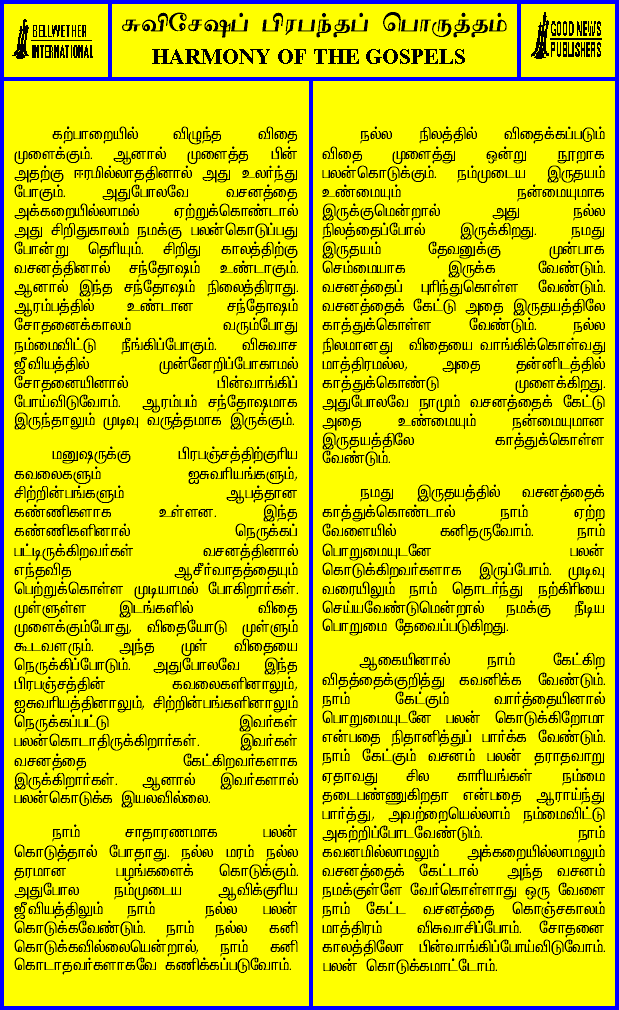 BELLWETHER
INTERNATIONAL
சுவிசேஷப் பிரபந்தப் பொருத்தம்
HARMONY OF THE GOSPELS
GOOD NEWS
PUBLISHERS
கற்பாறையில் விழுந்த விதை
முளைக்கும். ஆனால் முளைத்த பின்
அதற்கு ஈரமில்லாததினால் அது உலர்ந்து
போகும். அதுபோலவே வசனத்தை
அக்கறையில்லாமல் ஏற்றுக்கொண்டால்
அது சிறிதுகாலம் நமக்கு பலன்கொடுப்பது
போன்று தெரியும். சிறிது காலத்திற்கு
வசனத்தினால் சந்தோஷம் உண்டாகும்.
ஆனால் இந்த சந்தோஷம் நிலைத்திராது.
ஆரம்பத்தில் உண்டான சந்தோஷம்
சோதனைக்காலம் வரும்போது
நம்மைவிட்டு நீங்கிப்போகும். விசுவாச
ஜீவியத்தில் முன்னேறிப்போகாமல்
சோதனையினால் பின்வாங்கிப்
போய்விடுவோம். ஆரம்பம் சந்தோஷமாக
இருந்தாலும் முடிவு வருத்தமாக இருக்கும்.
மனுஷருக்கு பிரபஞ்சத்திற்குரிய
கவலைகளும் ஐசுவரியங்களும்,
சிற்றின்பங்களும் ஆபத்தான
கண்ணிகளாக உள்ளன. இந்த
கண்ணிகளினால் நெருக்கப்
பட்டிருக்கிறவர்கள் வசனத்தினால்
எந்தவித ஆசீர்வாதத்தையும்
பெற்றுக்கொள்ள முடியாமல் போகிறார்கள்.
முள்ளுள்ள இடங்களில் விதை
முளைக்கும்போது, விதையோடு முள்ளும்
கூடவளரும். அந்த முள் விதையை
நெருக்கிப்போடும். அதுபோலவே இந்த
பிரபஞ்சத்தின் கவலைகளினாலும்,
ஐசுவரியத்தினாலும், சிற்றின்பங்களினாலும்
நெருக்கப்பட்டு இவர்கள்
பலன்கொடாதிருக்கிறார்கள். இவர்கள்
வசனத்தை கேட்கிறவர்களாக
இருக்கிறார்கள். ஆனால் இவர்களால்
பலன்கொடுக்க இயலவில்லை.
நாம் சாதாரணமாக பலன்
கொடுத்தால் போதாது. நல்ல மரம் நல்ல
தரமான பழங்களைக் கொடுக்கும்.
அதுபோல நம்முடைய ஆவிக்குரிய
ஜீவியத்திலும் நாம் நல்ல பலன்
கொடுக்கவேண்டும். நாம் நல்ல கனி
கொடுக்கவில்லையென்றால், நாம் கனி
கொடாதவர்களாகவே கணிக்கப்படுவோம்.
நல்ல நிலத்தில் விதைக்கப்படும்
விதை முளைத்து ஒன்று நூறாக
பலன்கொடுக்கும். நம்முடைய இருதயம்
உண்மையும் நன்மையுமாக
இருக்குமென்றால் அது நல்ல
நிலத்தைப்போல் இருக்கிறது. நமது
இருதயம் தேவனுக்கு முன்பாக
செம்மையாக இருக்க வேண்டும்.
வசனத்தைப் புரிந்துகொள்ள வேண்டும்.
வசனத்தைக் கேட்டு அதை இருதயத்திலே
காத்துக்கொள்ள வேண்டும். நல்ல
நிலமானது விதையை வாங்கிக்கொள்வது
மாத்திரமல்ல, அதை தன்னிடத்தில்
காத்துக்கொண்டு முளைக்கிறது.
அதுபோலவே நாமும் வசனத்தைக் கேட்டு
அதை உண்மையும் நன்மையுமான
இருதயத்திலே காத்துக்கொள்ள
வேண்டும்.
நமது இருதயத்தில் வசனத்தைக்
காத்துக்கொண்டால் நாம் ஏற்ற
வேளையில் கனிதருவோம். நாம்
பொறுமையுடனே பலன்
கொடுக்கிறவர்களாக இருப்போம். முடிவு
வரையிலும் நாம் தொடர்ந்து நற்கிரியை
செய்யவேண்டுமென்றால் நமக்கு நீடிய
பொறுமை தேவைப்படுகிறது.
ஆகையினால் நாம் கேட்கிற
விதத்தைக்குறித்து கவனிக்க வேண்டும்.
நாம் கேட்கும் வார்த்தையினால்
பொறுமையுடனே பலன் கொடுக்கிறோமா
என்பதை நிதானித்துப் பார்க்க வேண்டும்.
நாம் கேட்கும் வசனம் பலன் தராதவாறு
ஏதாவது சில காரியங்கள் நம்மை
தடைபண்ணுகிறதா என்பதை ஆராய்ந்து
பார்த்து, அவற்றையெல்லாம் நம்மைவிட்டு
அகற்றிப்போடவேண்டும். நாம்
கவனமில்லாமலும் அக்கறையில்லாமலும்
வசனத்தைக் கேட்டால் அந்த வசனம்
நமக்குள்ளே வேர்கொள்ளாது ஒரு வேளை
நாம் கேட்ட வசனத்தை கொஞ்சகாலம்
மாத்திரம் விசுவாசிப்போம். சோதனை
காலத்திலோ பின்வாங்கிப்போய்விடுவோம்.
பலன் கொடுக்கமாட்டோம்.